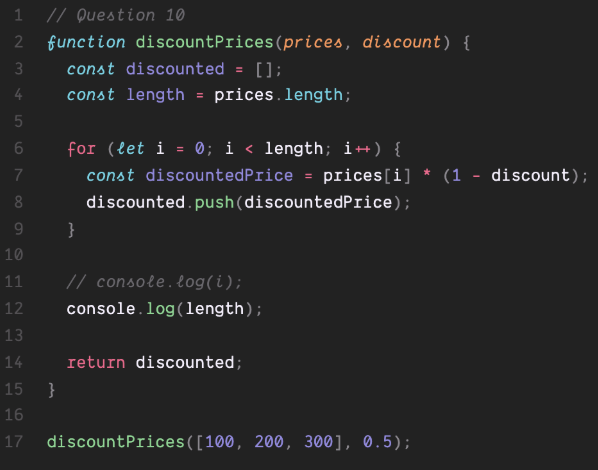 1 // Question 10
2 function discountPrices(prices, discount) {
3   const discounted = [];
4   const length = prices.length;
5
6   for (let i = 0; i < length; i++) {
7     const discountedPrice = prices[i] * (1 - discount);
8     discounted.push(discountedPrice);
9   }
10
11   // console.log(i);
12   console.log(length);
13
14   return discounted;
15 }
16
17 discountPrices([100, 200, 300], 0.5);